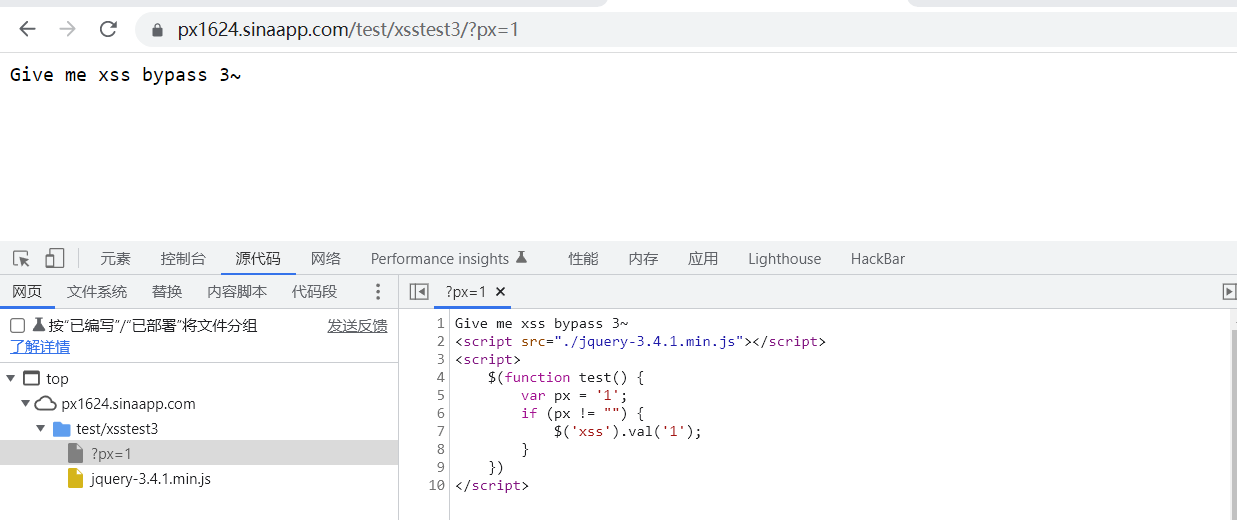 px1624.sinaapp.com/test/xsstest3/?px=1
Give me xss bypass 3~
元素 控制台 源代码 网络 Performance insights 性能 内存 应用 Lighthouse HackBar
网页 文件系统 替换 内容脚本 代码段
?px=1
按“已编写”/“已部署”将文件分组 发送反馈
了解详情
top
px1624.sinaapp.com
test/xsstest3
?px=1
jquery-3.4.1.min.js
1 Give me xss bypass 3~
2 <script src="./jquery-3.4.1.min.js"></script>
3 <script>
4     $(function test() {
5         var px = '1';
6         if (px != "") {
7             $('xss').val('1');
8         }
9     })
10 </script>